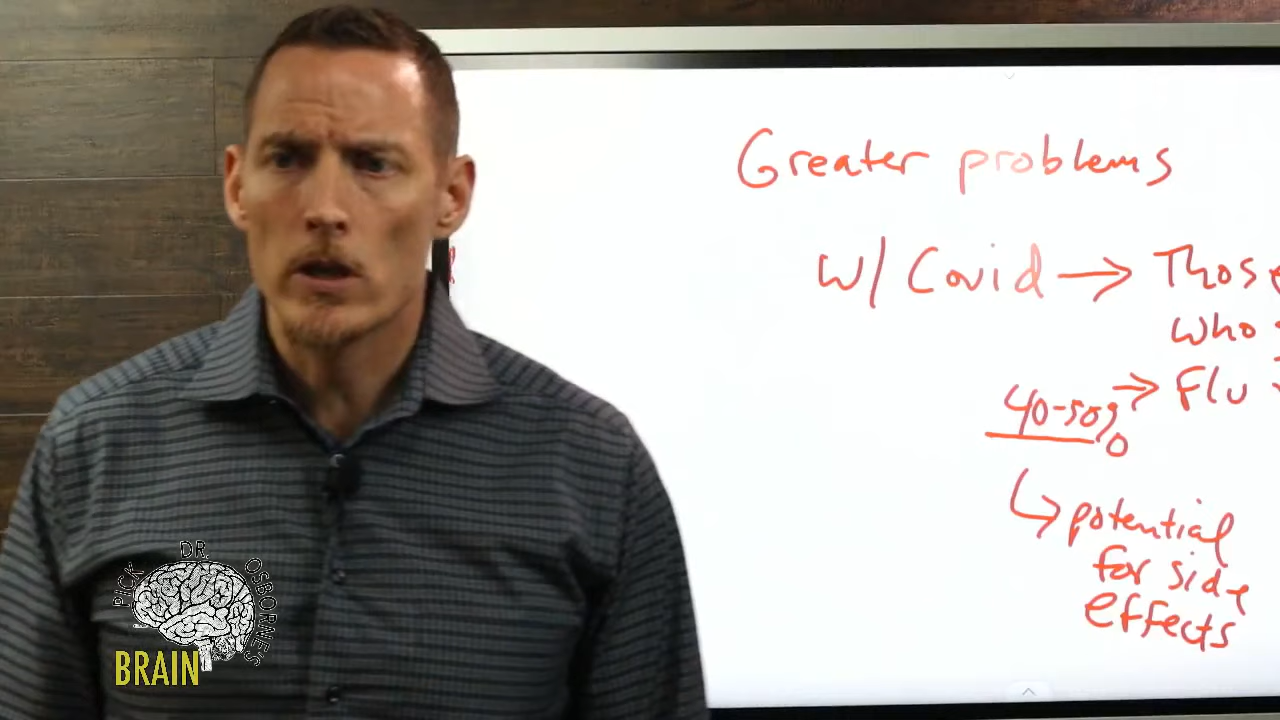 Greater problems
w/ Covid → Those
who
40-50% → Flu
↳ potential
for side
effects
PICK DR. OSBORNE'S
BRAIN